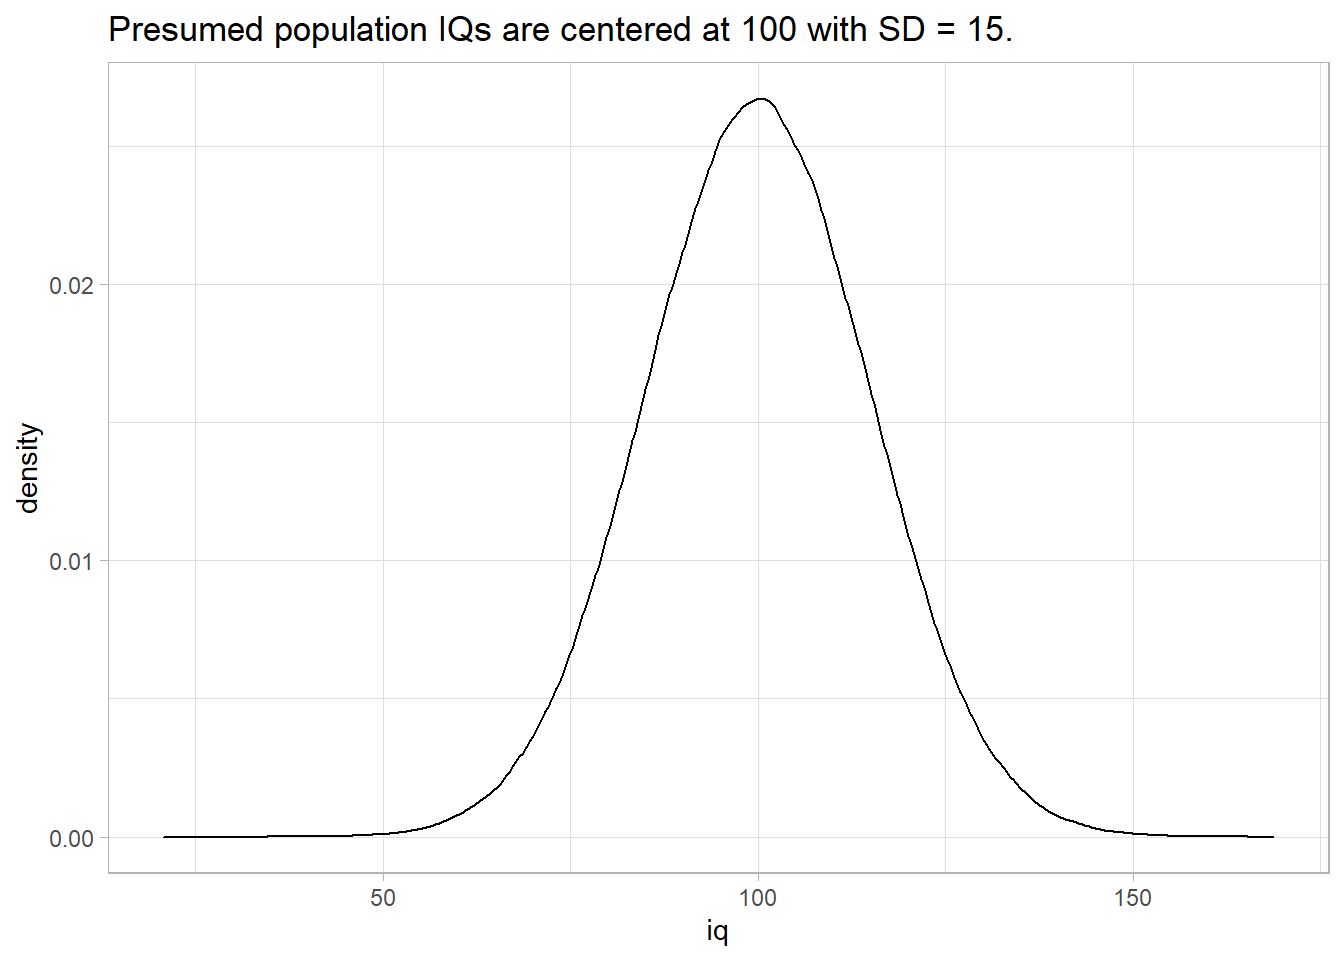 Presumed population IQs are centered at 100 with SD = 15.
density
0.02
0.01
0.00
50
100
150
iq